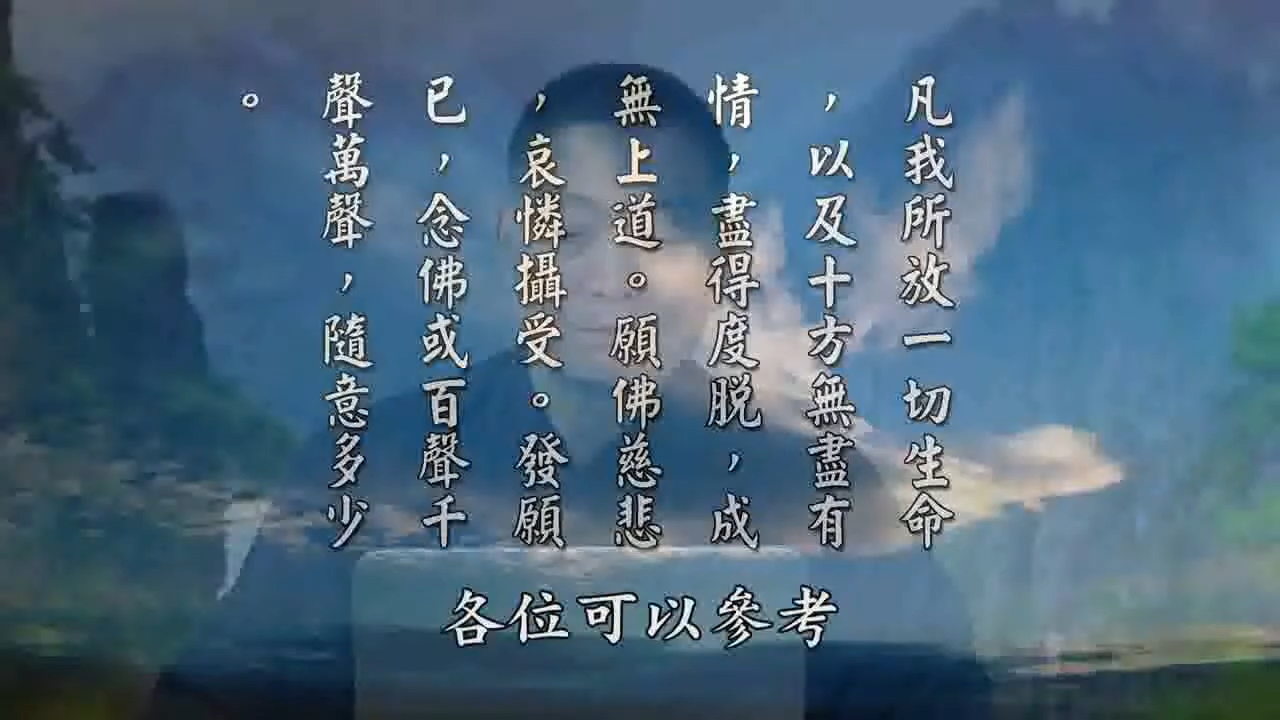 凡我所放一切生命
，以及十方無盡有
情，盡得度脫，成
無上道。願佛慈悲
，哀憐攝受。發願
已，念佛或百聲千
聲萬聲，隨意多少
。
各位可以參考